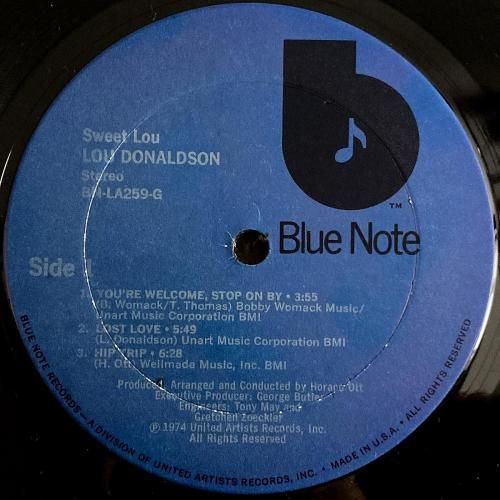 Sweet Lou
LOU DONALDSON
Stereo
BN-LA259-G
TM
Blue Note
Side 1
1. YOU'RE WELCOME, STOP ON BY • 3:55
(B. Womack/T. Thomas) Bobby Womack Music/
Unart Music Corporation BMI
2. LOST LOVE • 5:49
(L. Donaldson) Unart Music Corporation BMI
3. HIP TRIP • 6:28
(H. Ott) Wellmade Music, Inc. BMI
Produced, Arranged and Conducted by Horace Ott
Executive Producer: George Butler
Engineers: Tony May and
Gretchen Zoeckler
℗ 1974 United Artists Records, Inc.
All Rights Reserved
BLUE NOTE RECORDS—A DIVISION OF UNITED ARTISTS RECORDS, INC. • MADE IN U.S.A. • ALL RIGHTS RESERVED